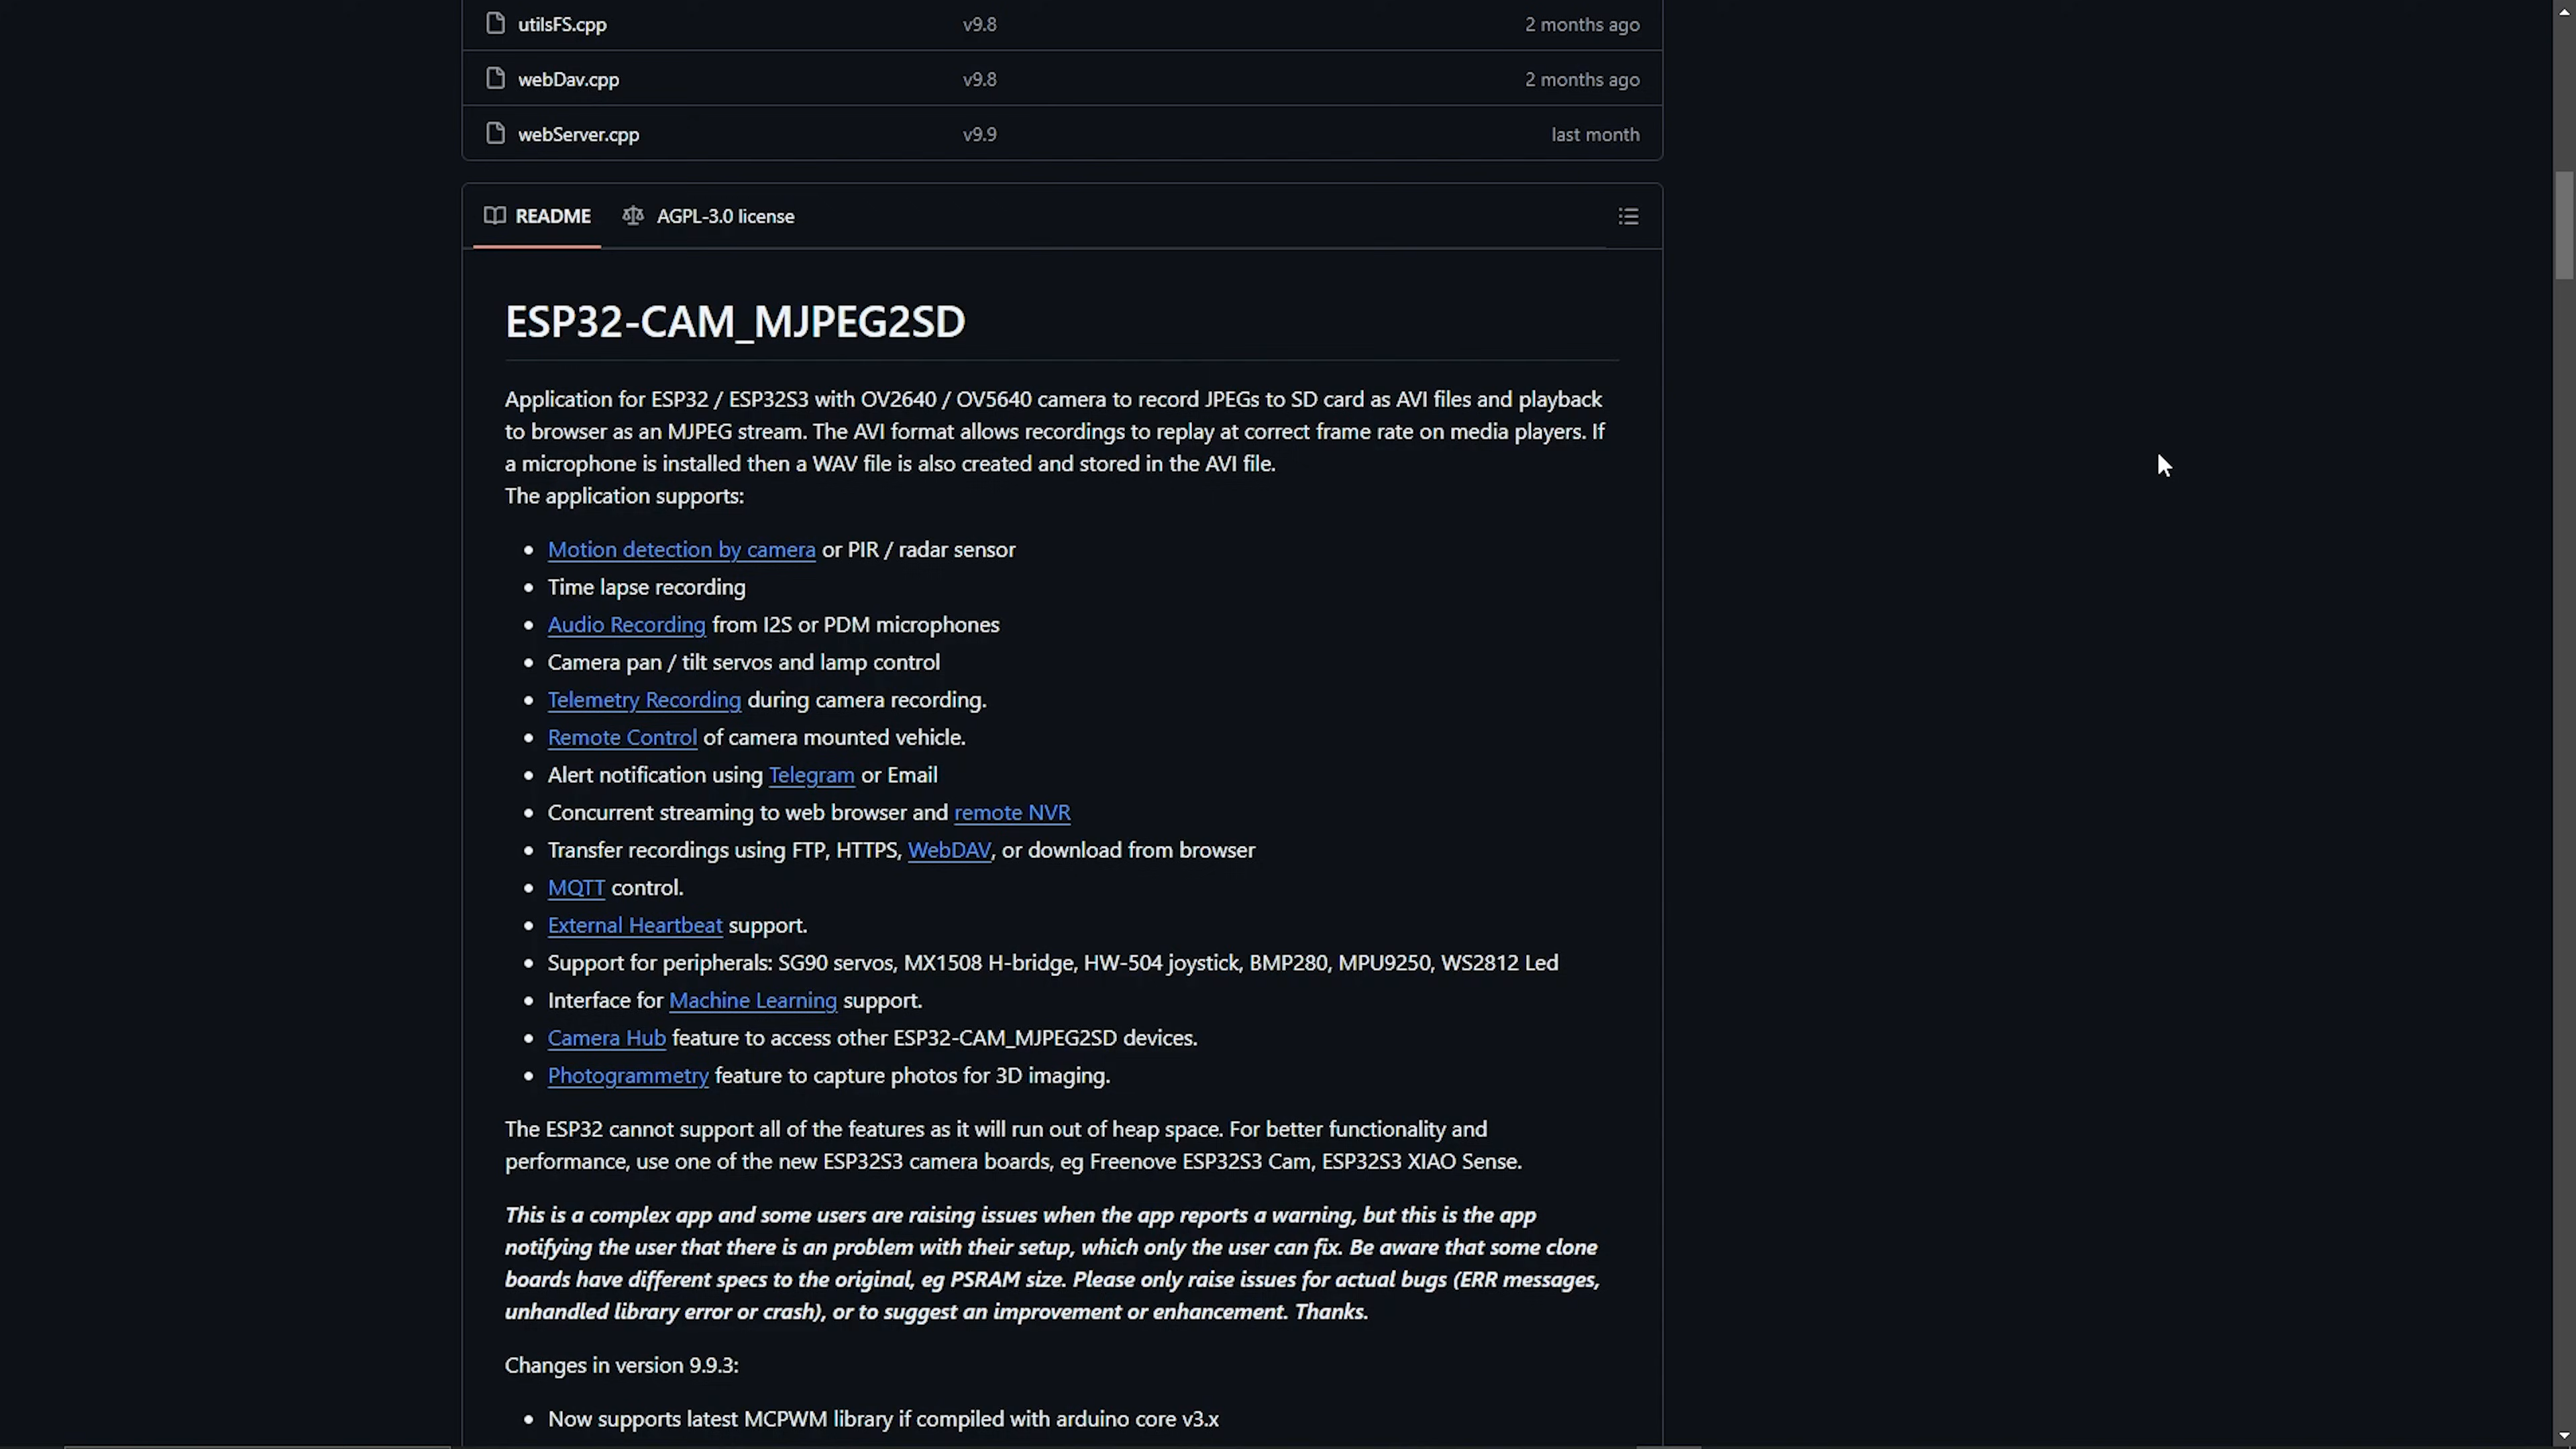 utilsFS.cpp v9.8 2 months ago
webDav.cpp v9.8 2 months ago
webServer.cpp v9.9 last month
README AGPL-3.0 license
ESP32-CAM_MJPEG2SD
Application for ESP32 / ESP32S3 with OV2640 / OV5640 camera to record JPEGs to SD card as AVI files and playback
to browser as an MJPEG stream. The AVI format allows recordings to replay at correct frame rate on media players. If
a microphone is installed then a WAV file is also created and stored in the AVI file.
The application supports:
• Motion detection by camera or PIR / radar sensor
• Time lapse recording
• Audio Recording from I2S or PDM microphones
• Camera pan / tilt servos and lamp control
• Telemetry Recording during camera recording.
• Remote Control of camera mounted vehicle.
• Alert notification using Telegram or Email
• Concurrent streaming to web browser and remote NVR
• Transfer recordings using FTP, HTTPS, WebDAV, or download from browser
• MQTT control.
• External Heartbeat support.
• Support for peripherals: SG90 servos, MX1508 H-bridge, HW-504 joystick, BMP280, MPU9250, WS2812 Led
• Interface for Machine Learning support.
• Camera Hub feature to access other ESP32-CAM_MJPEG2SD devices.
• Photogrammetry feature to capture photos for 3D imaging.
The ESP32 cannot support all of the features as it will run out of heap space. For better functionality and
performance, use one of the new ESP32S3 camera boards, eg Freenove ESP32S3 Cam, ESP32S3 XIAO Sense.
This is a complex app and some users are raising issues when the app reports a warning, but this is the app
notifying the user that there is an problem with their setup, which only the user can fix. Be aware that some clone
boards have different specs to the original, eg PSRAM size. Please only raise issues for actual bugs (ERR messages,
unhandled library error or crash), or to suggest an improvement or enhancement. Thanks.
Changes in version 9.9.3:
• Now supports latest MCPWM library if compiled with arduino core v3.x